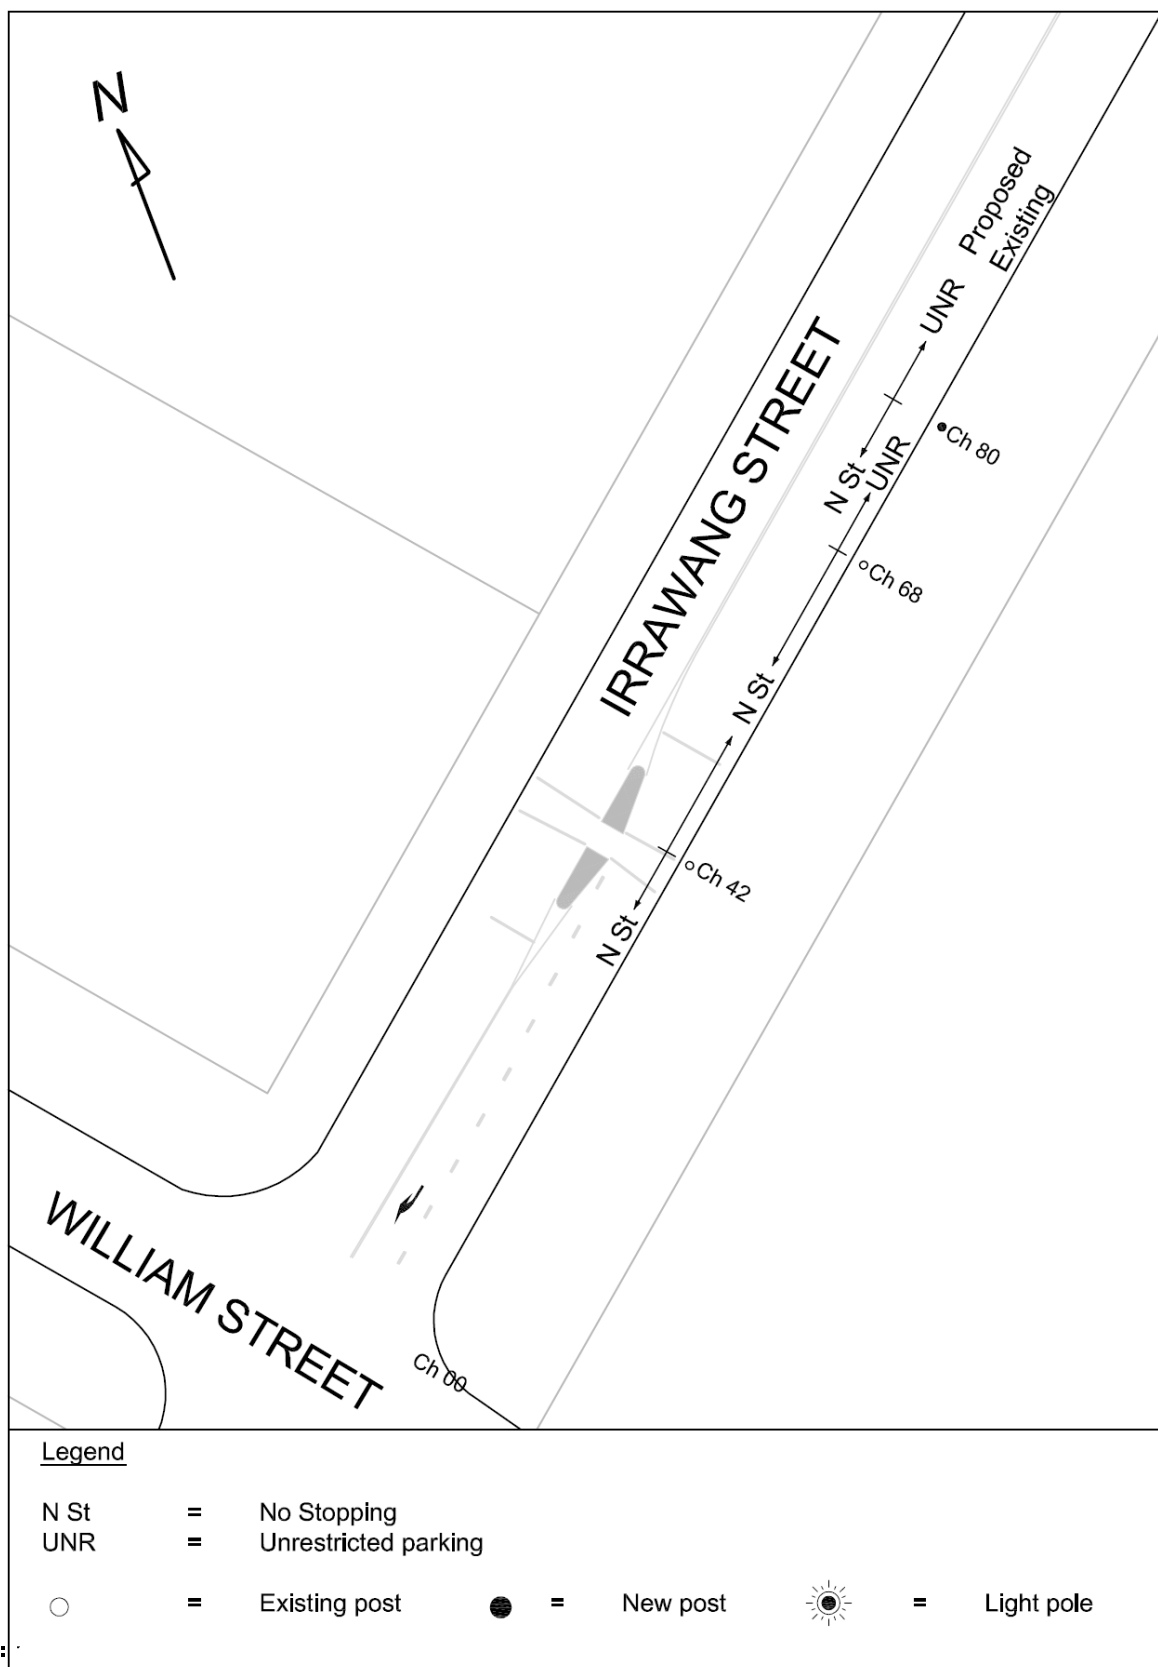 N
Proposed
Existing
UNR
IRRAWANG STREET
Ch 80
N St
UNR
Ch 68
N St
Ch 42
N St
WILLIAM STREET
Ch 00
Legend
N St = No Stopping
UNR = Unrestricted parking
= Existing post = New post = Light pole